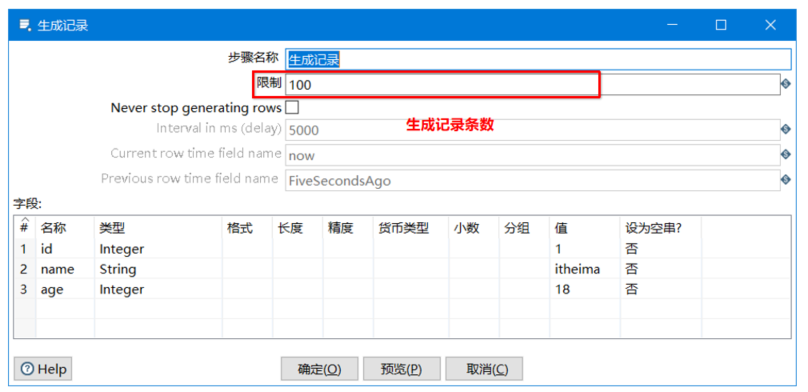 生成记录
步骤名称 生成记录
限制 100
Never stop generating rows
生成记录条数
Interval in ms (delay) 5000
Current row time field name now
Previous row time field name FiveSecondsAgo
字段:
# 名称 类型 格式 长度 精度 货币类型 小数 分组 值 设为空串?
1 id Integer 1 否
2 name String itheima 否
3 age Integer 18 否
Help 确定(O) 预览(P) 取消(C)